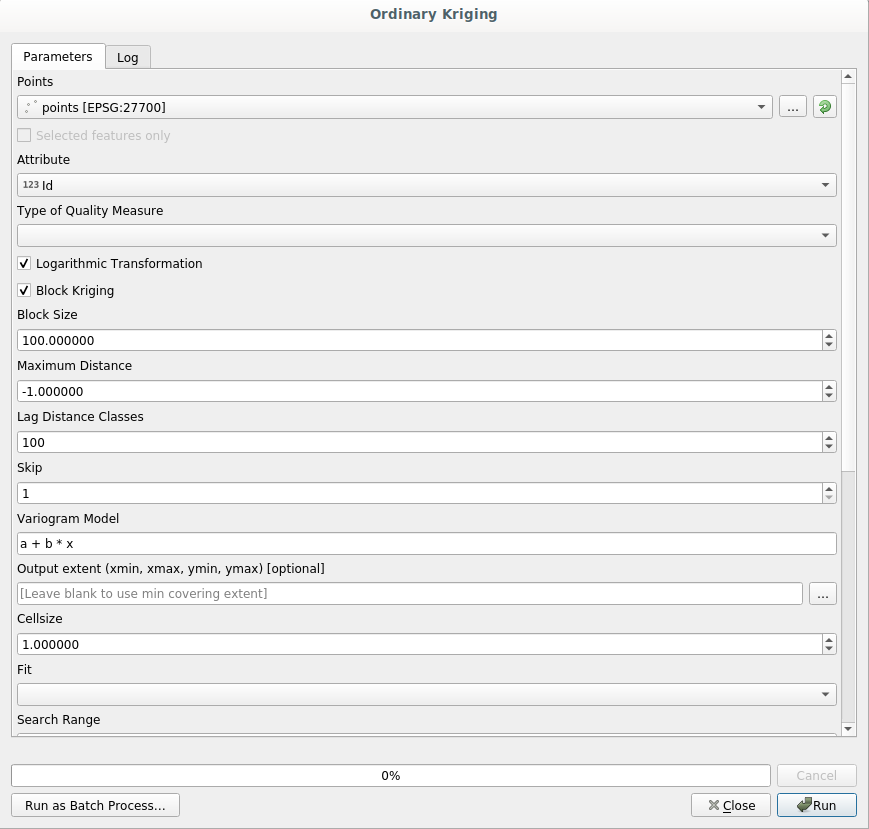 Ordinary Kriging
Parameters Log
Points
points [EPSG:27700] ...
Selected features only
Attribute
123 Id
Type of Quality Measure
Logarithmic Transformation
Block Kriging
Block Size
100.000000
Maximum Distance
-1.000000
Lag Distance Classes
100
Skip
1
Variogram Model
a + b * x
Output extent (xmin, xmax, ymin, ymax) [optional]
[Leave blank to use min covering extent] ...
Cellsize
1.000000
Fit
Search Range
0% Cancel
Run as Batch Process... Close Run